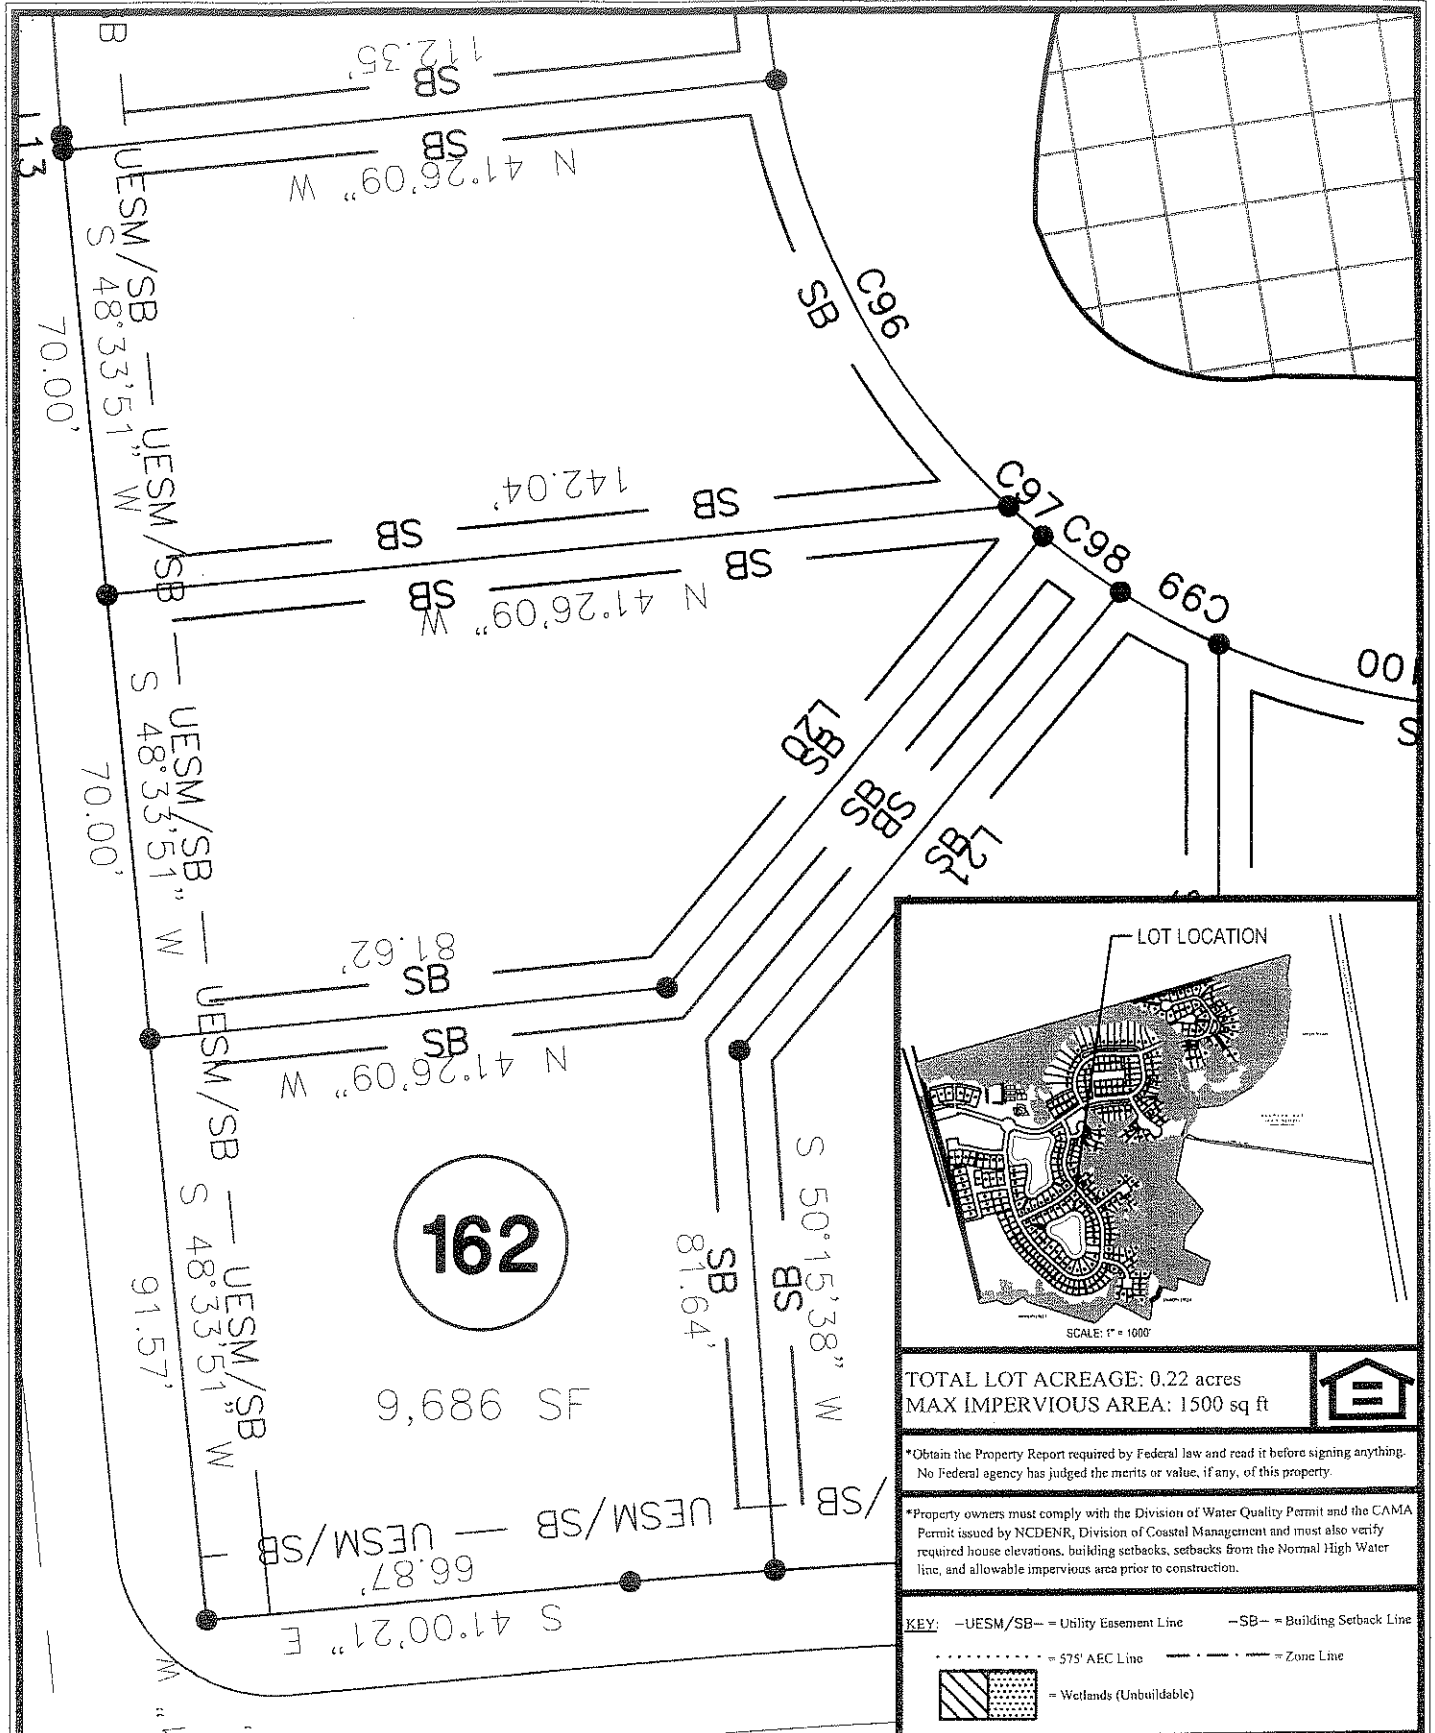 B
112.35'
SB
L13
SB
N 41°26'09" W
UESM/SB
S 48°33'51" W
70.00'
SB
C96
UESM/SB
142.04'
SB
SB
C97
C98
C99
SB
SB
N 41°26'09" W
S 48°33'51" W
70.00'
UESM/SB
L20
SB
SB
SB
L21
SB
81.62'
SB
UESM/SB
SB
N 41°26'09" W
162
9,689 SF
S 48°33'51" W
91.57'
UESM/SB
S 50°15'38" W
81.64'
SB
SB
UESM/SB
UESM/SB
/SB
66.87'
S 41°00'21" E
LOT LOCATION
SCALE: 1" = 1000'
TOTAL LOT ACREAGE: 0.22 acres
MAX IMPERVIOUS AREA: 1500 sq ft
*Obtain the Property Report required by Federal law and read it before signing anything.
No Federal agency has judged the merits or value, if any, of this property.
*Property owners must comply with the Division of Water Quality Permit and the CAMA
Permit issued by NCDENR, Division of Coastal Management and must also verify
required house elevations, building setbacks, setbacks from the Normal High Water
line, and allowable impervious area prior to construction.
KEY: —UESM/SB— = Utility Easement Line —SB— = Building Setback Line
= 575' AEC Line = Zone Line
= Wetlands (Unbuildable)